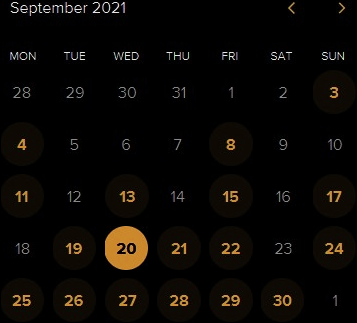 September 2021
MON TUE WED THU FRI SAT SUN
28 29 30 31 1 2 3
4 5 6 7 8 9 10
11 12 13 14 15 16 17
18 19 20 21 22 23 24
25 26 27 28 29 30 1